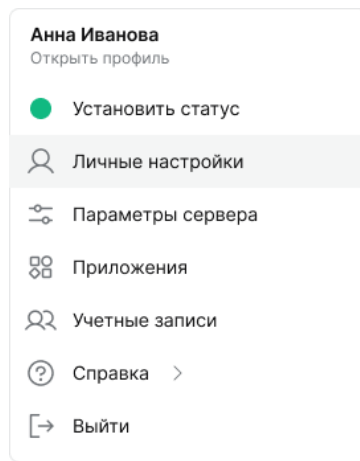 Анна Иванова
Открыть профиль
Установить статус
Личные настройки
Параметры сервера
Приложения
Учетные записи
Справка
Выйти